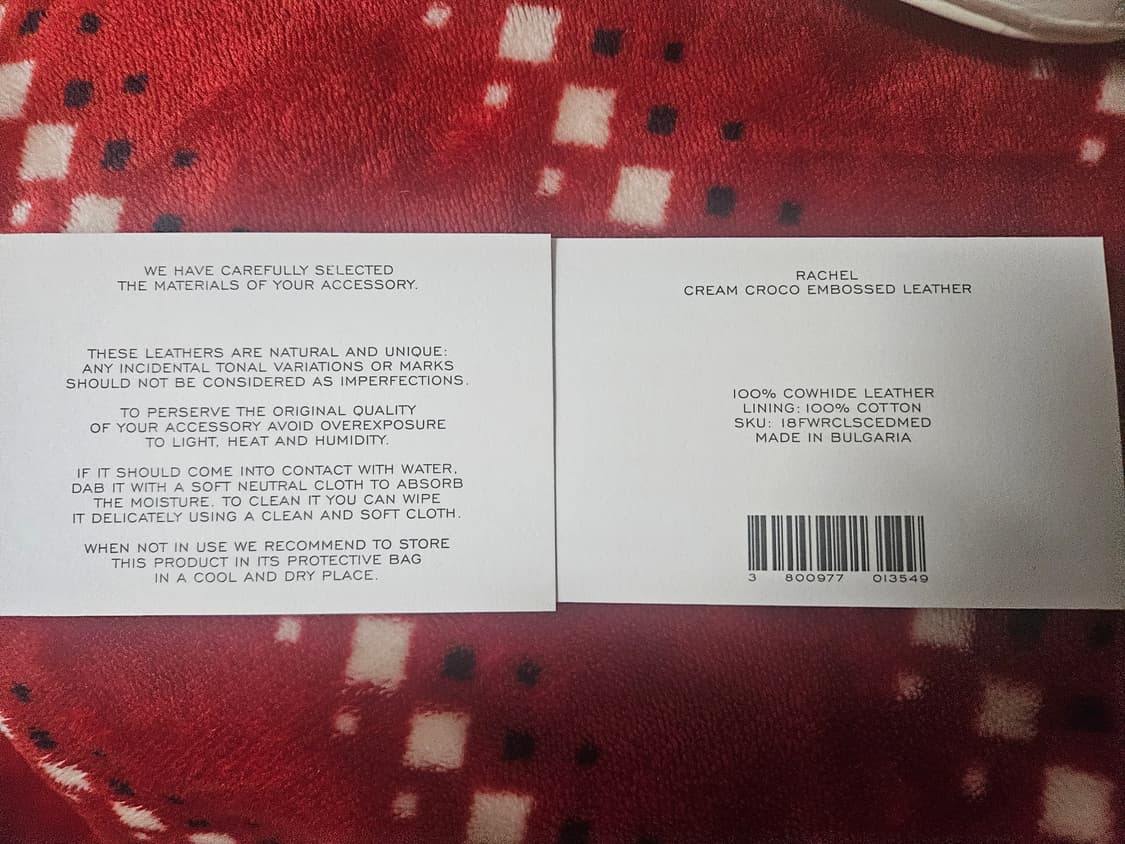 WE HAVE CAREFULLY SELECTED
THE MATERIALS OF YOUR ACCESSORY.
THESE LEATHERS ARE NATURAL AND UNIQUE:
ANY INCIDENTAL TONAL VARIATIONS OR MARKS
SHOULD NOT BE CONSIDERED AS IMPERFECTIONS.
TO PERSERVE THE ORIGINAL QUALITY
OF YOUR ACCESSORY AVOID OVEREXPOSURE
TO LIGHT, HEAT AND HUMIDITY.
IF IT SHOULD COME INTO CONTACT WITH WATER,
DAB IT WITH A SOFT NEUTRAL CLOTH TO ABSORB
THE MOISTURE. TO CLEAN IT YOU CAN WIPE
IT DELICATELY USING A CLEAN AND SOFT CLOTH.
WHEN NOT IN USE WE RECOMMEND TO STORE
THIS PRODUCT IN ITS PROTECTIVE BAG
IN A COOL AND DRY PLACE.
RACHEL
CREAM CROCO EMBOSSED LEATHER
100% COWHIDE LEATHER
LINING: 100% COTTON
SKU: 18FWRCLSCEDMED
MADE IN BULGARIA
3 800977 013549